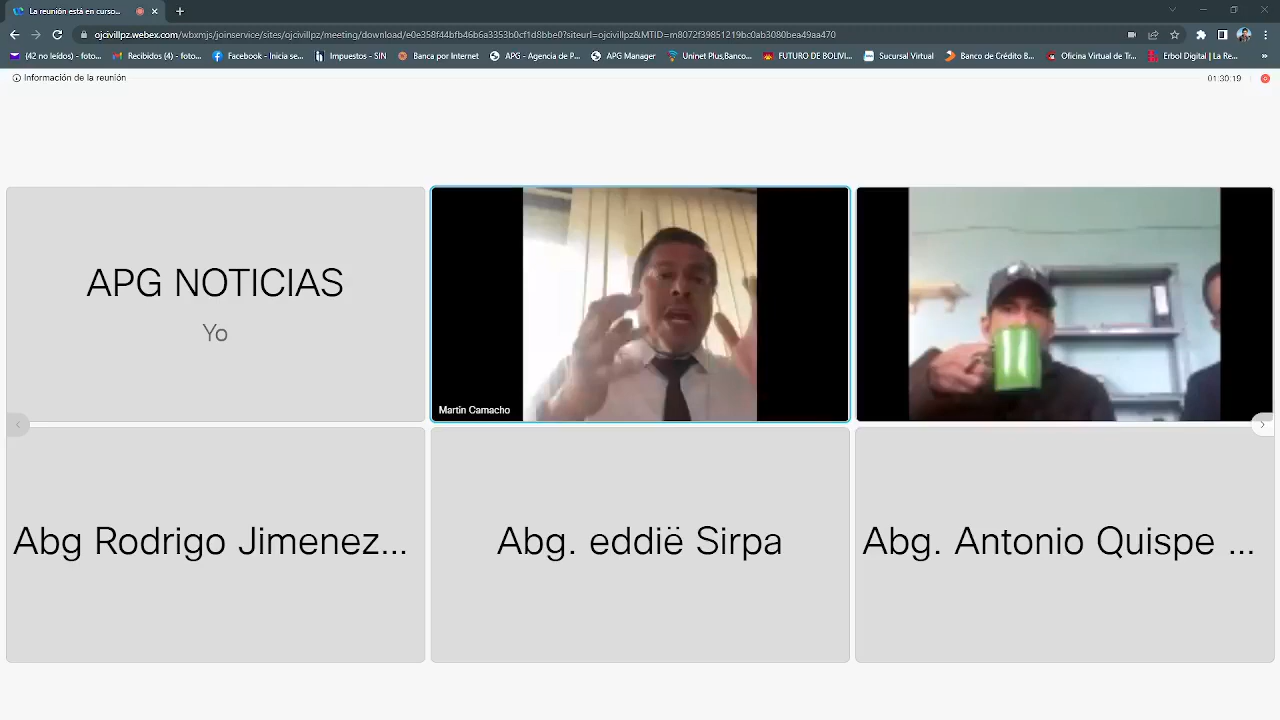 La reunión está en curso...
ojcivillpz.webex.com/wbxmjs/joinservice/sites/ojcivillpz/meeting/download/e0e358f44bfb45b6a3353b0cf1d5bbe0?siteurl=ojcivillpz&MTID=m8072f39851219bc0ab3080bea49aa470
(42 no leídos) - foto...
Recibidos (4) - foto...
Facebook - Inicia se...
Impuestos - SIN
Banca por Internet
APG - Agencia de P...
APG Manager
Uninet Plus,Banco...
FUTURO DE BOLIVI...
Sucursal Virtual
Banco de Crédito B...
Oficina Virtual de Tr...
Erbol Digital | La Re...
Información de la reunión
01:30:19
APG NOTICIAS
Yo
Martín Camacho
Abg Rodrigo Jimenez...
Abg. eddië Sirpa
Abg. Antonio Quispe ...